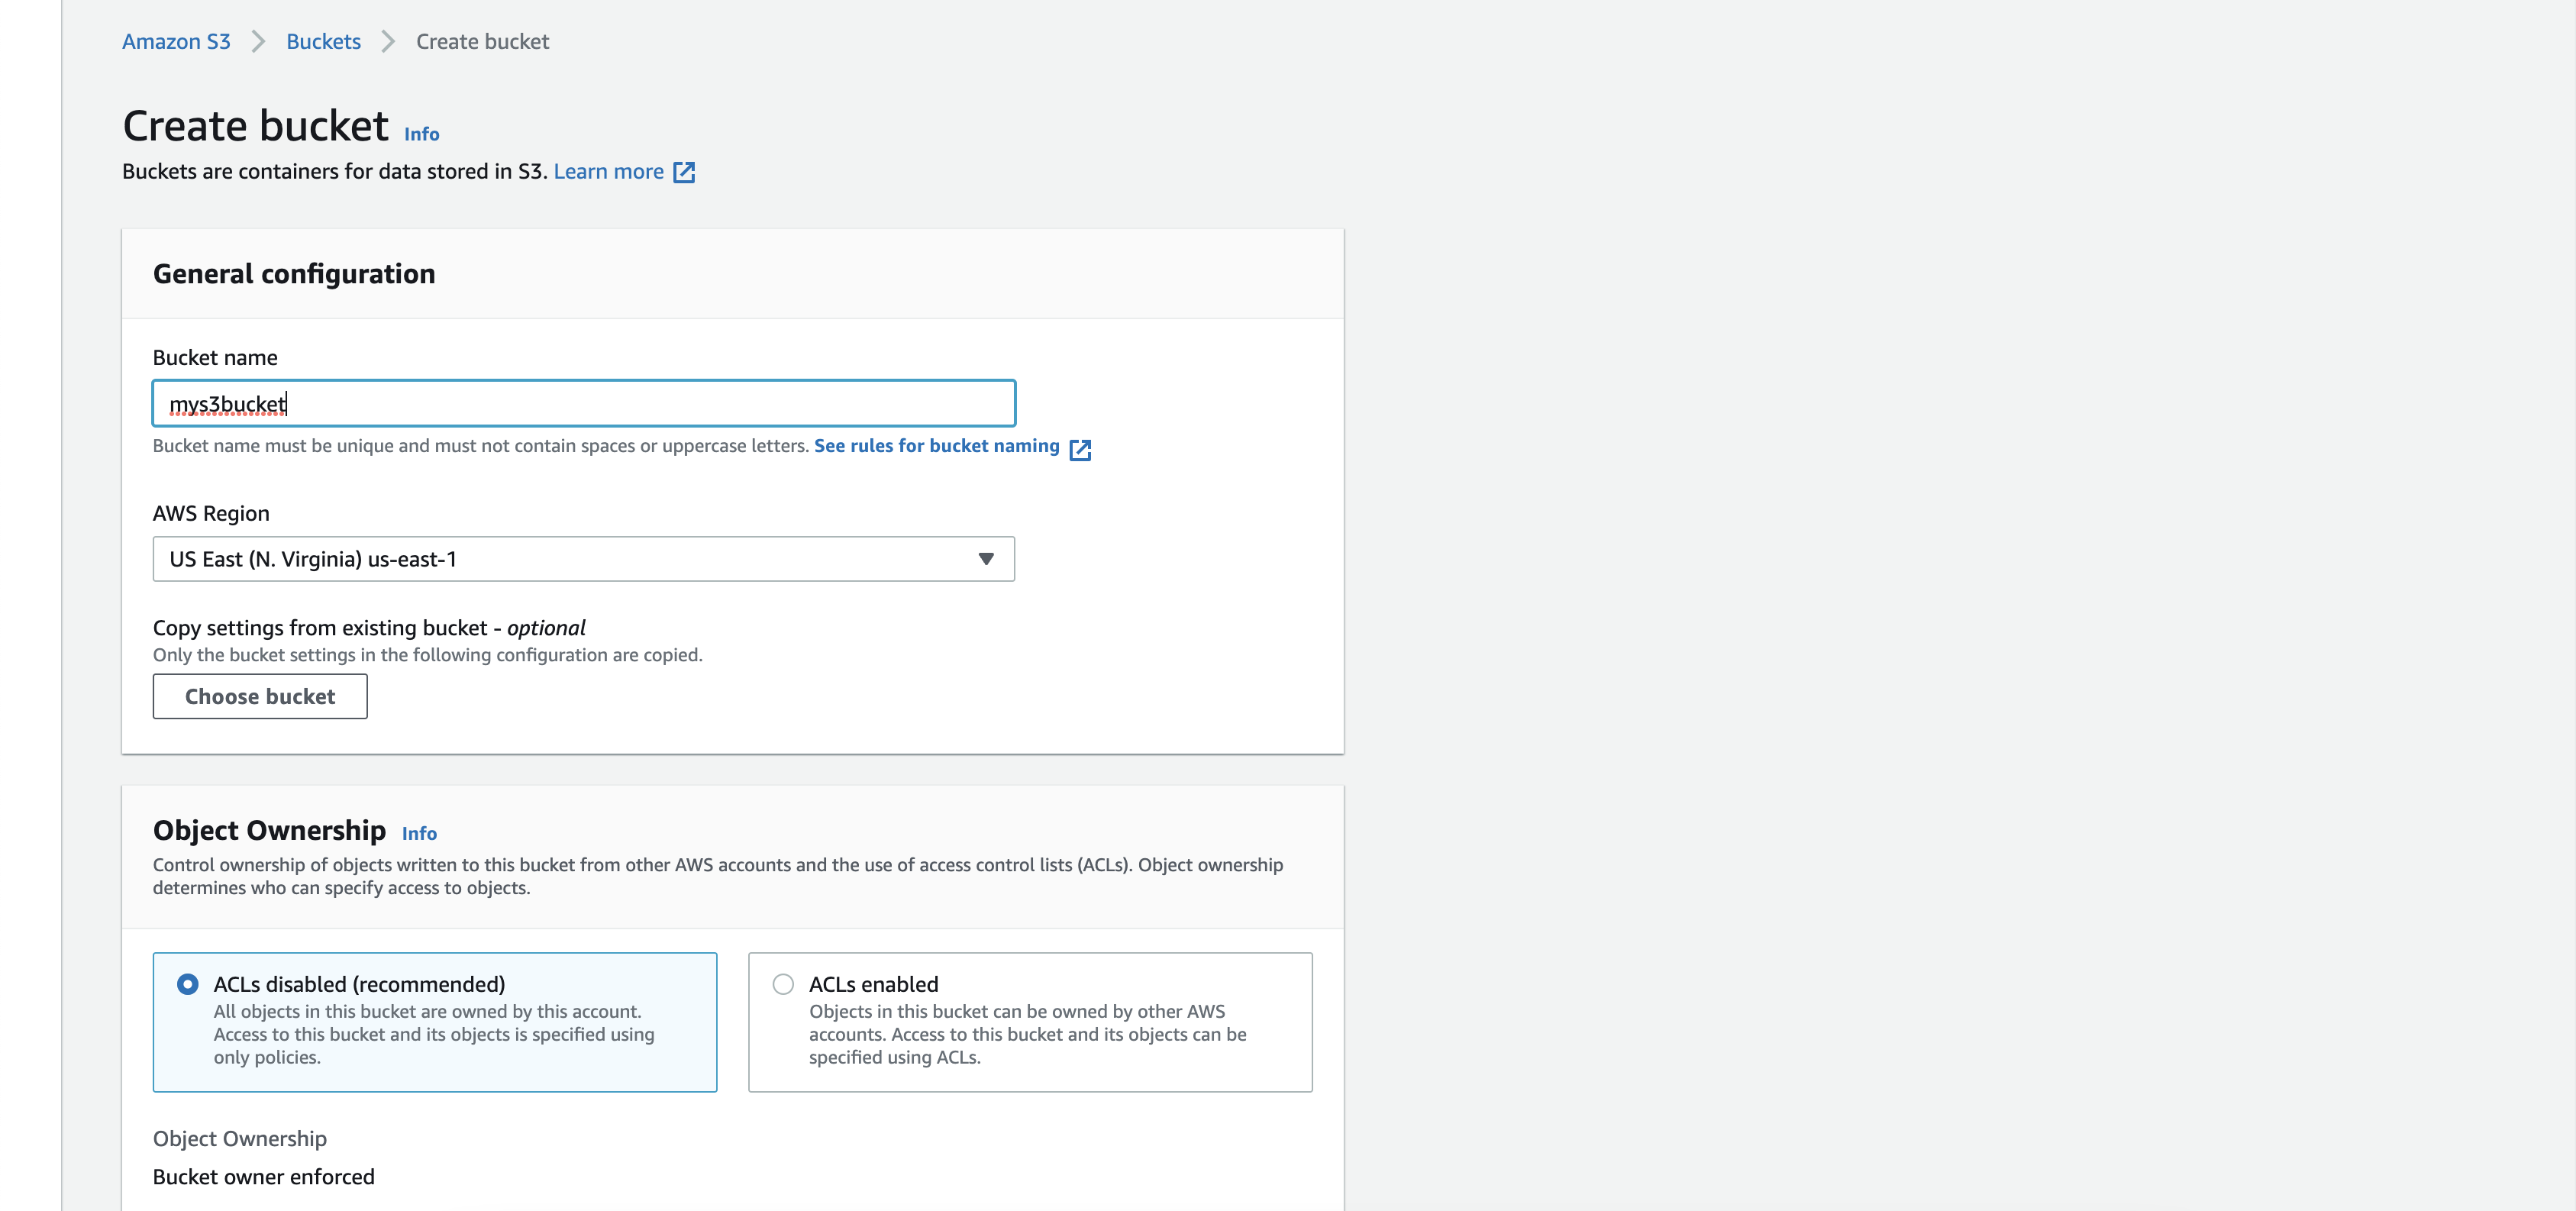 Amazon S3 Buckets Create bucket
Create bucket Info
Buckets are containers for data stored in S3. Learn more
General configuration
Bucket name
mys3bucket
Bucket name must be unique and must not contain spaces or uppercase letters. See rules for bucket naming
AWS Region
US East (N. Virginia) us-east-1
Copy settings from existing bucket - optional
Only the bucket settings in the following configuration are copied.
Choose bucket
Object Ownership Info
Control ownership of objects written to this bucket from other AWS accounts and the use of access control lists (ACLs). Object ownership
determines who can specify access to objects.
ACLs disabled (recommended)
All objects in this bucket are owned by this account.
Access to this bucket and its objects is specified using
only policies.
ACLs enabled
Objects in this bucket can be owned by other AWS
accounts. Access to this bucket and its objects can be
specified using ACLs.
Object Ownership
Bucket owner enforced